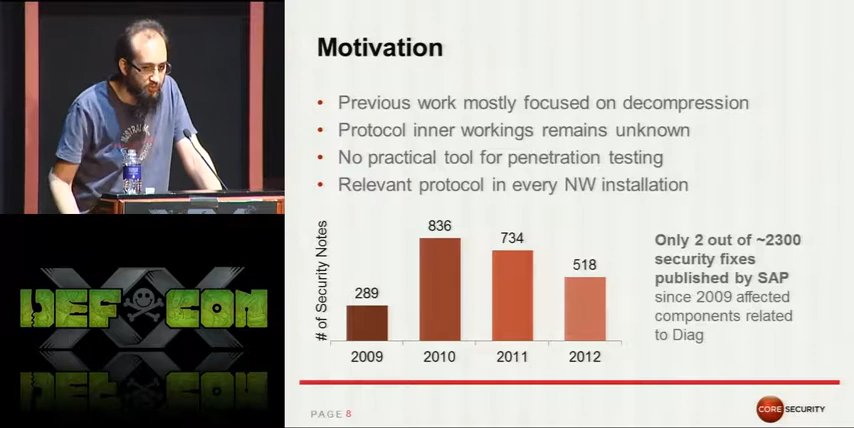 Motivation
• Previous work mostly focused on decompression
• Protocol inner workings remains unknown
• No practical tool for penetration testing
• Relevant protocol in every NW installation
# of Security Notes
289
836
734
518
2009
2010
2011
2012
Only 2 out of ~2300
security fixes
published by SAP
since 2009 affected
components related
to Diag
PAGE 8
CORE SECURITY
DEF CON
XX